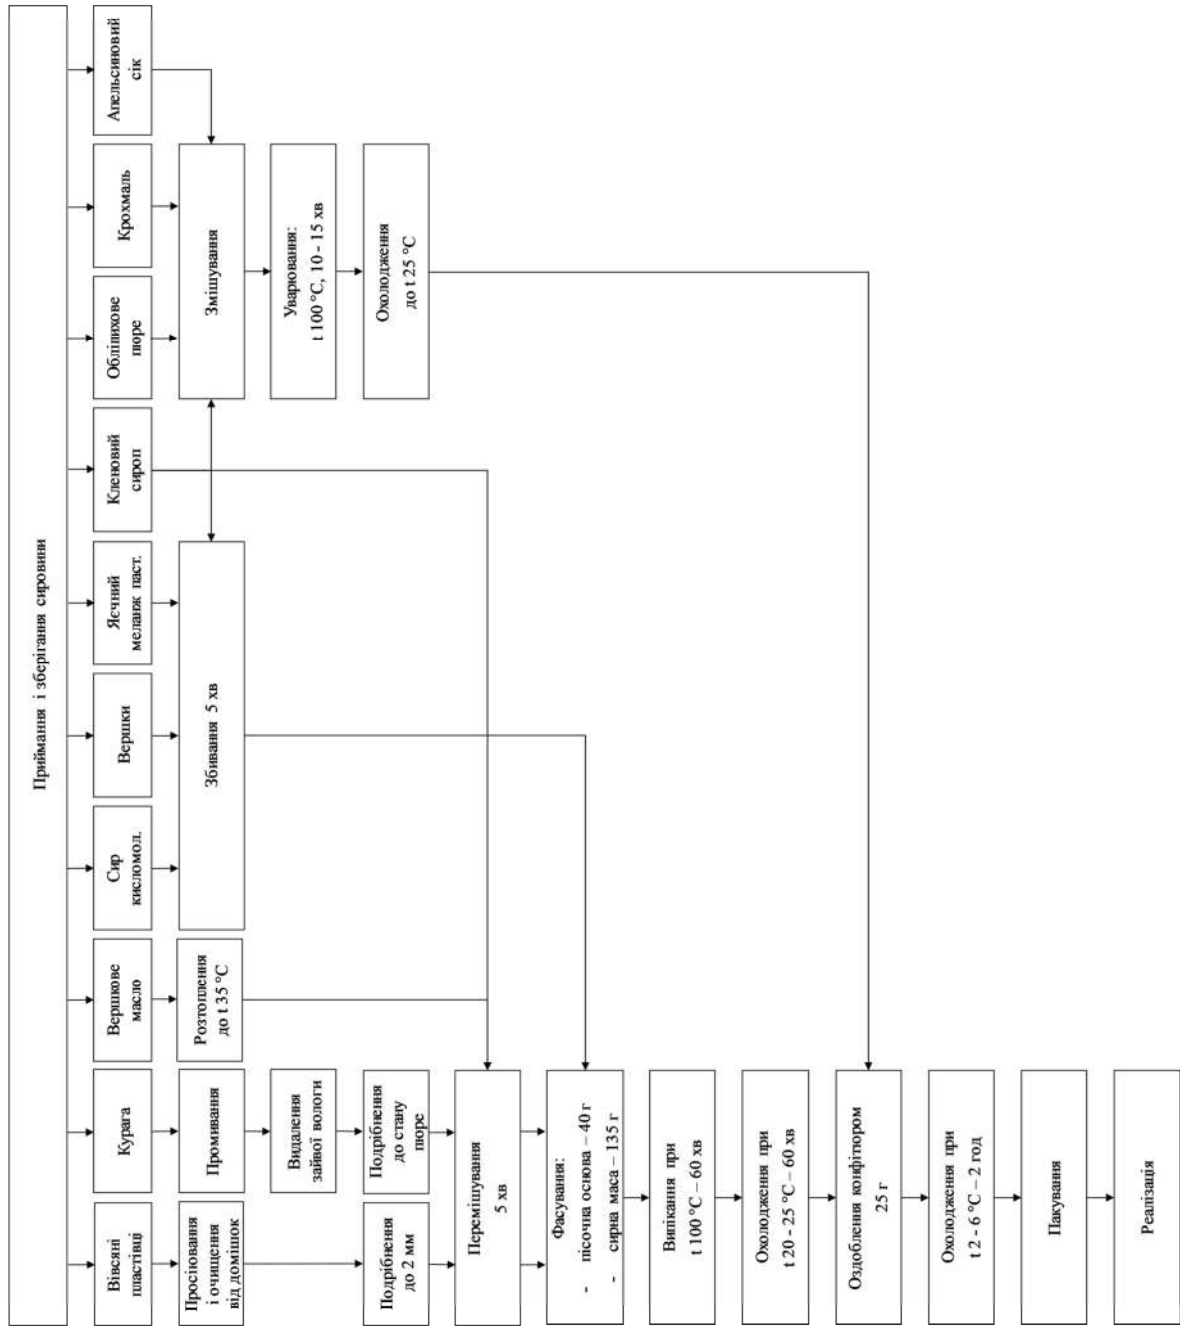 Приймання і зберігання сировини
Вівсяні
пластівці
Курага
Вершкове
масло
Сир
кисломол.
Вершки
Яєчний
меланж паст.
Кленовий
сироп
Обліпихове
пюре
Крохмаль
Апельсиновий
сік
Просіювання
і очищення
від домішок
Промивання
Розтоплення
до t 35 °C
Збивання 5 хв
Змішування
Видалення
зайвої вологи
Уварювання:
t 100 °C, 10 - 15 хв
Подрібнення
до 2 мм
Подрібнення
до стану
пюре
Охолодження
до t 25 °C
Перемішування
5 хв
Фасування:
- пісочна основа – 40 г
- сирна маса – 135 г
Випікання при
t 100 °C – 60 хв
Охолодження при
t 20 - 25 °C – 60 хв
Оздоблення конфітюром
25 г
Охолодження при
t 2 - 6 °C – 2 год
Пакування
Реалізація